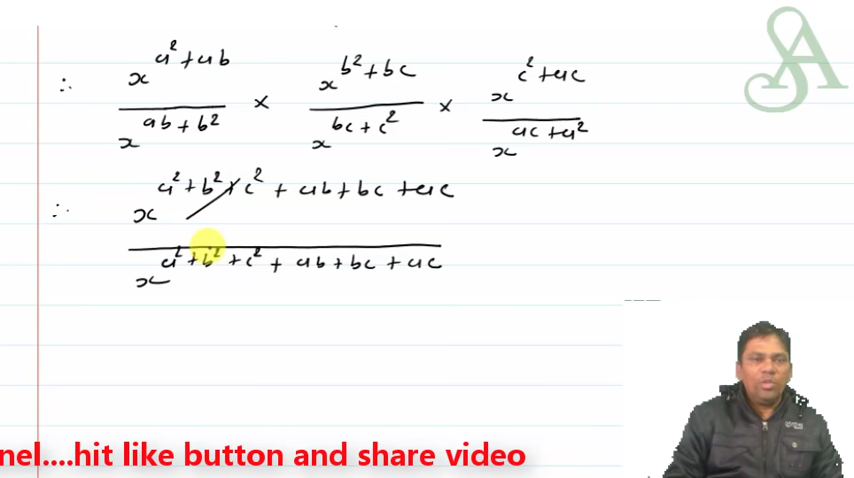 ∴ x^(a²+ab) / x^(ab+b²) × x^(b²+bc) / x^(bc+c²) × x^(c²+ac) / x^(ac+a²)
∴ x^(a²+b²+c²+ab+bc+ac) / x^(a²+b²+c²+ab+bc+ac)
nel....hit like button and share video